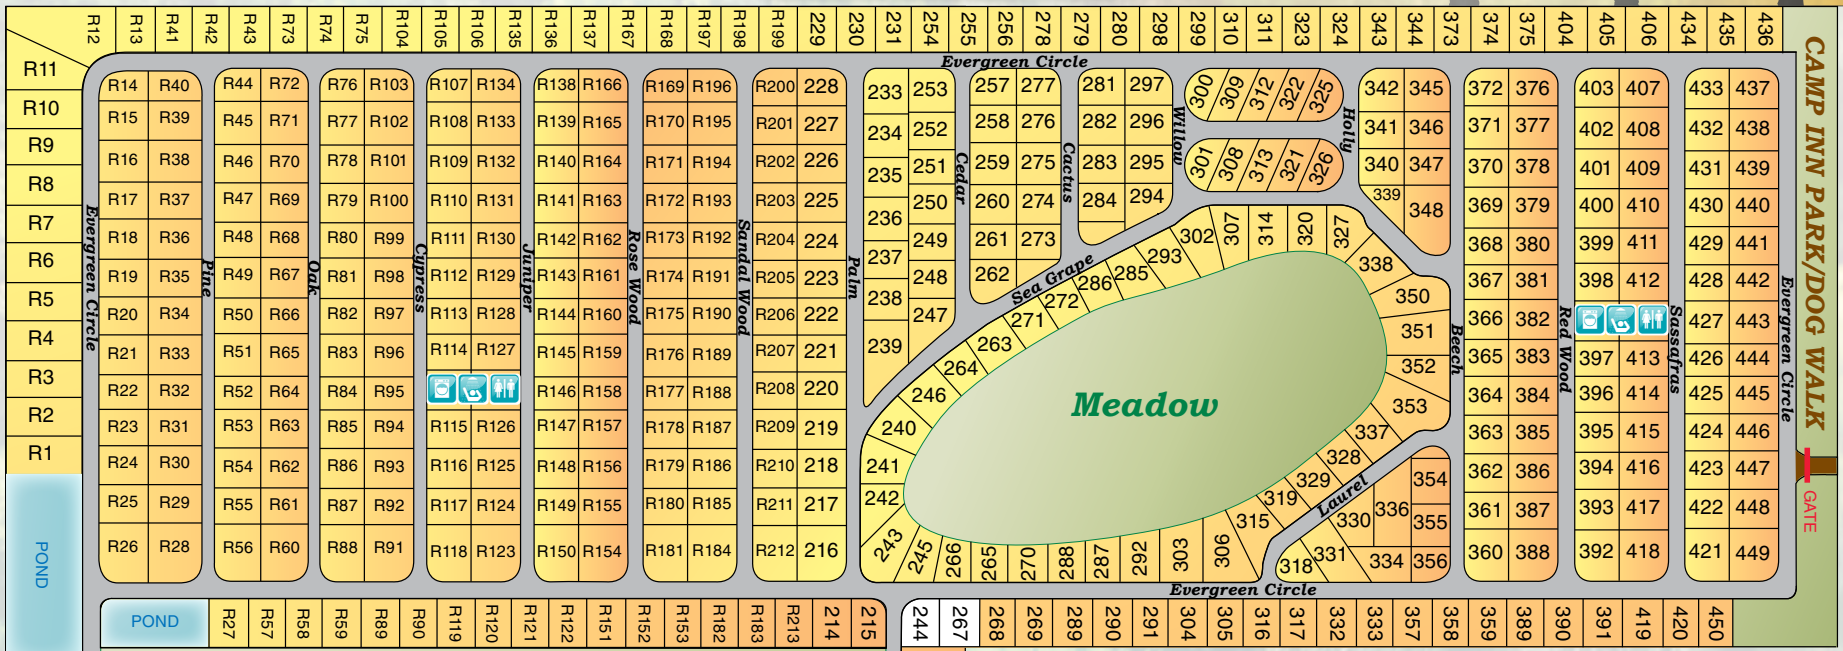 R12 R13 R41 R42 R43 R73 R74 R75 R104 R105 R106 R135 R136 R137 R167 R168 R197 R198 R199 229 230 231 254 255 256 278 279 280 298 299 310 311 323 324 343 344 373 374 375 404 405 406 434 435 436
Evergreen Circle
R11
R10
R9
R8
R7
R6
R5
R4
R3
R2
R1
POND
Evergreen Circle
R14 R40
R15 R39
R16 R38
R17 R37
R18 R36
R19 R35
R20 R34
R21 R33
R22 R32
R23 R31
R24 R30
R25 R29
R26 R28
Pine
R44 R72
R45 R71
R46 R70
R47 R69
R48 R68
R49 R67
R50 R66
R51 R65
R52 R64
R53 R63
R54 R62
R55 R61
R56 R60
Oak
R76 R103
R77 R102
R78 R101
R79 R100
R80 R99
R81 R98
R82 R97
R83 R96
R84 R95
R85 R94
R86 R93
R87 R92
R88 R91
Cypress
R107 R134
R108 R133
R109 R132
R110 R131
R111 R130
R112 R129
R113 R128
R114 R127
R115 R126
R116 R125
R117 R124
R118 R123
Juniper
R138 R166
R139 R165
R140 R164
R141 R163
R142 R162
R143 R161
R144 R160
R145 R159
R146 R158
R147 R157
R148 R156
R149 R155
R150 R154
Rose Wood
R169 R196
R170 R195
R171 R194
R172 R193
R173 R192
R174 R191
R175 R190
R176 R189
R177 R188
R178 R187
R179 R186
R180 R185
R181 R184
Sandal Wood
R200 228
R201 227
R202 226
R203 225
R204 224
R205 223
R206 222
R207 221
R208 220
R209 219
R210 218
R211 217
R212 216
Palm
233 253
234 252
235 251
236 250
237 249
238 248
239 247
Cedar
257 277
258 276
259 275
260 274
261 273
262
Cactus
281 297
282 296
283 295
284 294
Willow
300 309 312 322 325
301 308 313 321 326
Holly
342 345
341 346
340 347
339 348
Sea Grape
243 242 241 240 246 264 263 271 272 286 285 293 302 307 314 320 327 338 350 351 352 353 337 328 329 319 315 306 303 292 287 288 270 265 266 245
Meadow
Laurel
354
336 355
330
318 331 334 356
Beech
372 376
371 377
370 378
369 379
368 380
367 381
366 382
365 383
364 384
363 385
362 386
361 387
360 388
Red Wood
403 407
402 408
401 409
400 410
399 411
398 412
397 413
396 414
395 415
394 416
393 417
392 418
Sassafras
433 437
432 438
431 439
430 440
429 441
428 442
427 443
426 444
425 445
424 446
423 447
422 448
421 449
Evergreen Circle
CAMP INN PARK/DOG WALK
GATE
Evergreen Circle
POND
R27 R57 R58 R59 R89 R90 R119 R120 R121 R122 R151 R152 R153 R182 R183 R213 214 215 244 267 268 269 289 290 291 304 305 316 317 332 333 357 358 359 389 390 391 419 420 450